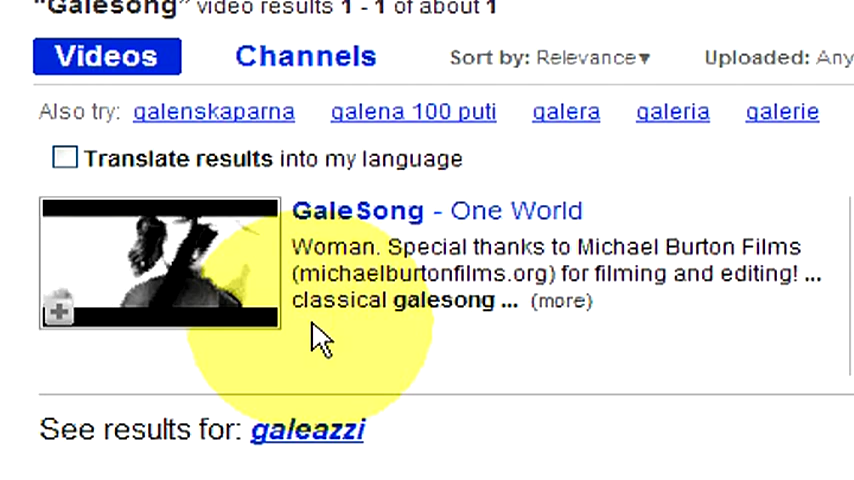 "Galesong" video results 1 - 1 of about 1
Videos Channels Sort by: Relevance▼ Uploaded: Any
Also try: galenskaparna galena 100 puti galera galeria galerie
Translate results into my language
GaleSong - One World
Woman. Special thanks to Michael Burton Films
(michaelburtonfilms.org) for filming and editing! ...
classical galesong ... (more)
See results for: galeazzi